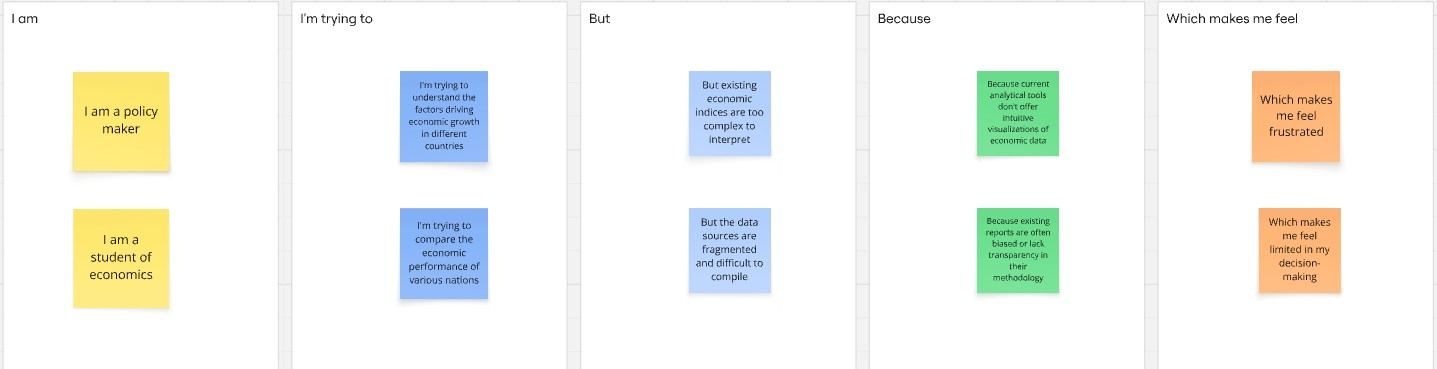 I am
I'm trying to
But
Because
Which makes me feel
I am a policy
maker
I'm trying to
understand the
factors driving
economic growth
in different
countries
But existing
economic
indices are too
complex to
interpret
Because current
analytical tools
don't offer
intuitive
visualizations of
economic data
Which makes
me feel
frustrated
I am a
student of
economics
I'm trying to
compare the
economic
performance of
various nations
But the data
sources are
fragmented
and difficult to
compile
Because existing
reports are often
biased or lack
transparency in
their
methodology
Which makes
me feel
limited in my
decision-
making